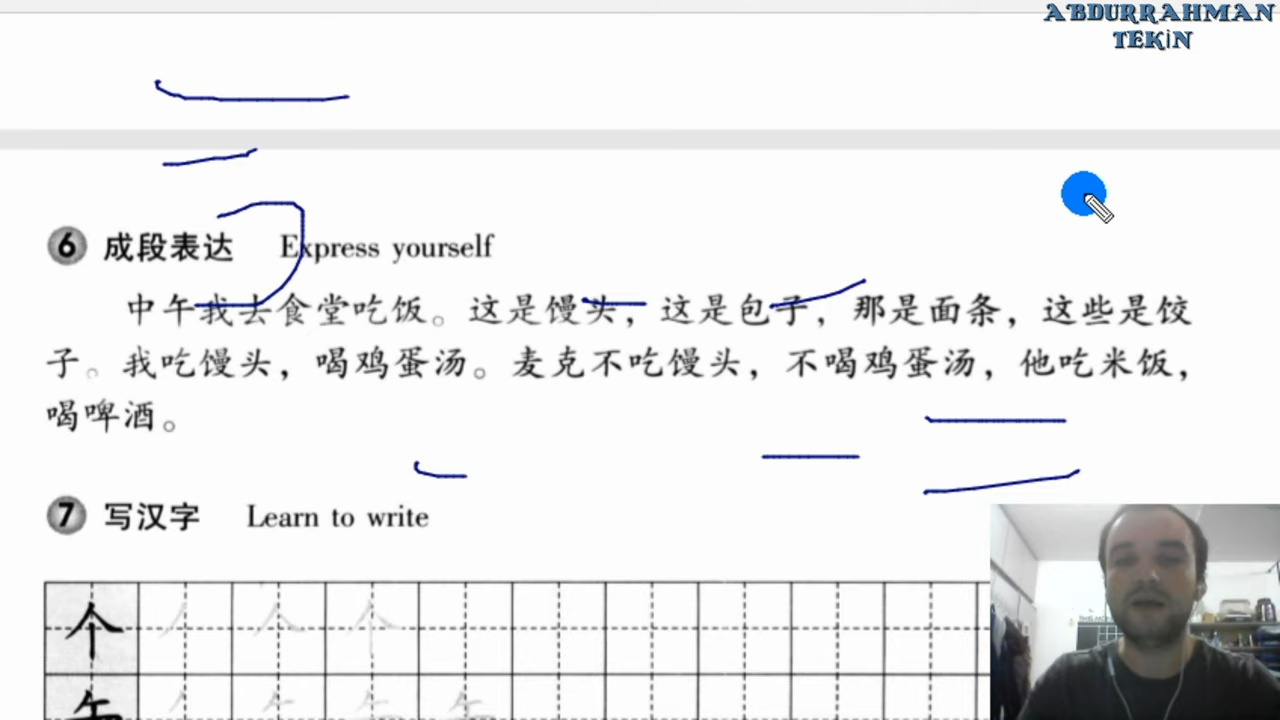 ABDURRAHMAN
TEKİN
6 成段表达 Express yourself
中午我去食堂吃饭。这是馒头，这是包子，那是面条，这些是饺
子。我吃馒头，喝鸡蛋汤。麦克不吃馒头，不喝鸡蛋汤，他吃米饭，
喝啤酒。
7 写汉字 Learn to write
个 个 个
午